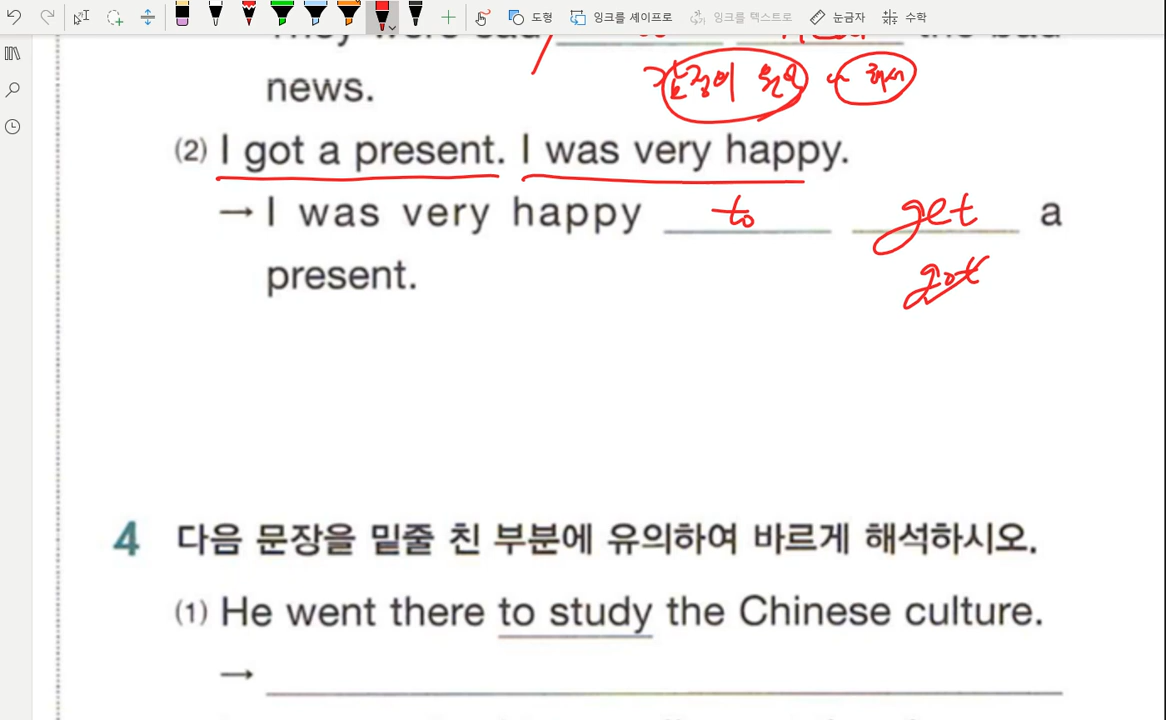 도형 잉크를 셰이프로 잉크를 텍스트로 눈금자 수학
They were sad the bad
news.
감정의 원인
(2) I got a present. I was very happy.
→ I was very happy to get a
present. got
4 다음 문장을 밑줄 친 부분에 유의하여 바르게 해석하시오.
(1) He went there to study the Chinese culture.
→